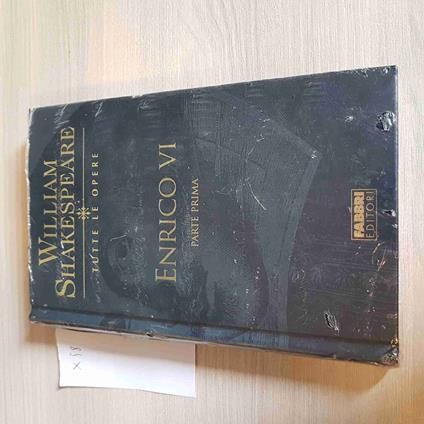 WILLIAM
SHAKESPEARE
TUTTE LE OPERE
ENRICO VI
PARTE PRIMA
FABBRI
EDITORI